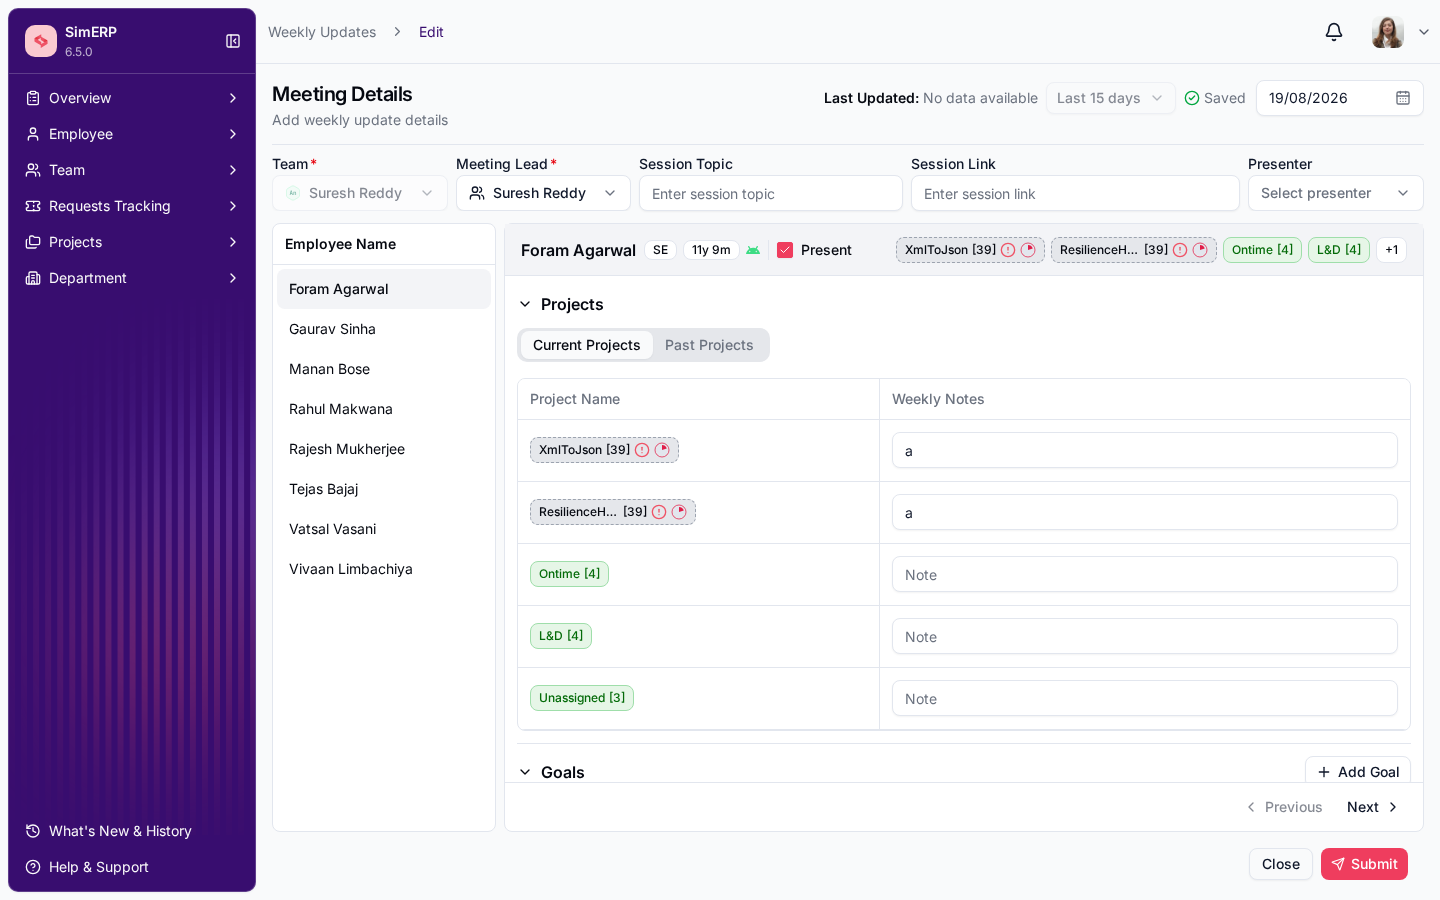 SimERP
6.5.0
Overview
Employee
Team
Requests Tracking
Projects
Department
What's New & History
Help & Support
Weekly Updates
Edit
Meeting Details
Add weekly update details
Last Updated: No data available
Last 15 days
Saved
19/08/2026
Team*
Suresh Reddy
Meeting Lead*
Suresh Reddy
Session Topic
Enter session topic
Session Link
Enter session link
Presenter
Select presenter
Employee Name
Foram Agarwal
Gaurav Sinha
Manan Bose
Rahul Makwana
Rajesh Mukherjee
Tejas Bajaj
Vatsal Vasani
Vivaan Limbachiya
Foram Agarwal SE 11y 9m Present XmlToJson [39] ResilienceH... [39] Ontime [4] L&D [4] +1
Projects
Current Projects Past Projects
Project Name Weekly Notes
XmlToJson [39] a
ResilienceH... [39] a
Ontime [4] Note
L&D [4] Note
Unassigned [3] Note
Goals Add Goal
Previous Next
Close Submit